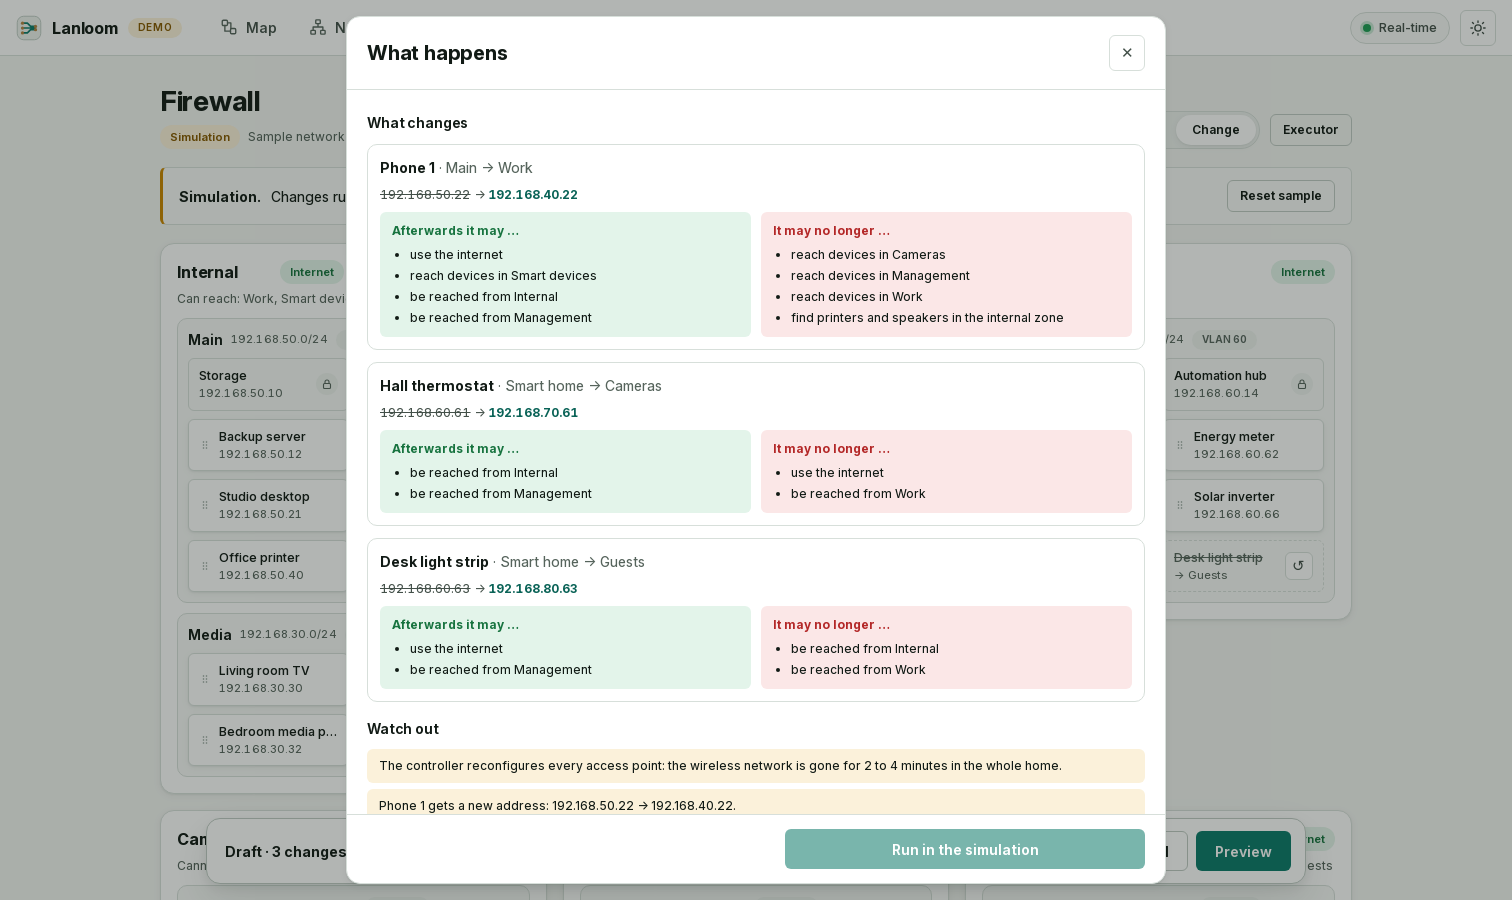 Lanloom DEMO Map N Real-time
What happens
×
Firewall
Simulation Sample network
Change Executor
Simulation. Changes ru
Reset sample
What changes
Phone 1 · Main → Work
192.168.50.22 → 192.168.40.22
Afterwards it may …
• use the internet
• reach devices in Smart devices
• be reached from Internal
• be reached from Management
It may no longer …
• reach devices in Cameras
• reach devices in Management
• reach devices in Work
• find printers and speakers in the internal zone
Hall thermostat · Smart home → Cameras
192.168.60.61 → 192.168.70.61
Afterwards it may …
• be reached from Internal
• be reached from Management
It may no longer …
• use the internet
• be reached from Work
Desk light strip · Smart home → Guests
192.168.60.63 → 192.168.80.63
Afterwards it may …
• use the internet
• be reached from Management
It may no longer …
• be reached from Internal
• be reached from Work
Watch out
The controller reconfigures every access point: the wireless network is gone for 2 to 4 minutes in the whole home.
Phone 1 gets a new address: 192.168.50.22 → 192.168.40.22.
Run in the simulation
Internal Internet
Can reach: Work, Smart devi
Main 192.168.50.0/24
Storage
192.168.50.10
Backup server
192.168.50.12
Studio desktop
192.168.50.21
Office printer
192.168.50.40
Media 192.168.30.0/24
Living room TV
192.168.30.30
Bedroom media p…
192.168.30.32
Internet
/24 VLAN 60
Automation hub
192.168.60.14
Energy meter
192.168.60.62
Solar inverter
192.168.60.66
Desk light strip
→ Guests
Cam
Cann
Draft · 3 changes
Preview
rnet
ests